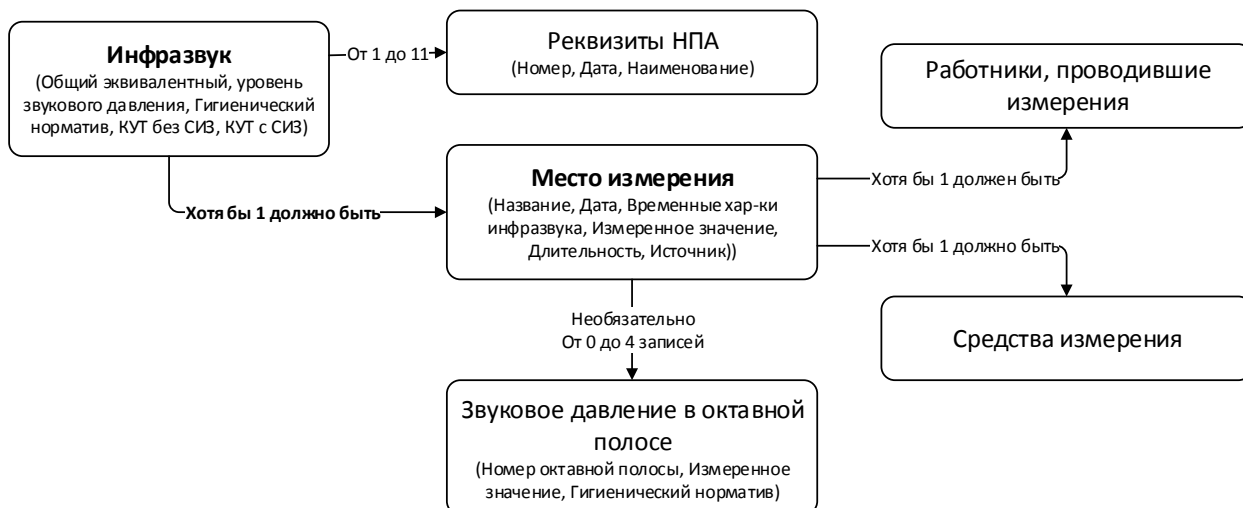 Инфразвук
(Общий эквивалентный, уровень
звукового давления, Гигиенический
норматив, КУТ без СИЗ, КУТ с СИЗ)
От 1 до 11
Реквизиты НПА
(Номер, Дата, Наименование)
Работники, проводившие
измерения
Хотя бы 1 должно быть
Место измерения
(Название, Дата, Временные хар-ки
инфразвука, Измеренное значение,
Длительность, Источник))
Хотя бы 1 должен быть
Хотя бы 1 должно быть
Средства измерения
Необязательно
От 0 до 4 записей
Звуковое давление в октавной
полосе
(Номер октавной полосы, Измеренное
значение, Гигиенический норматив)